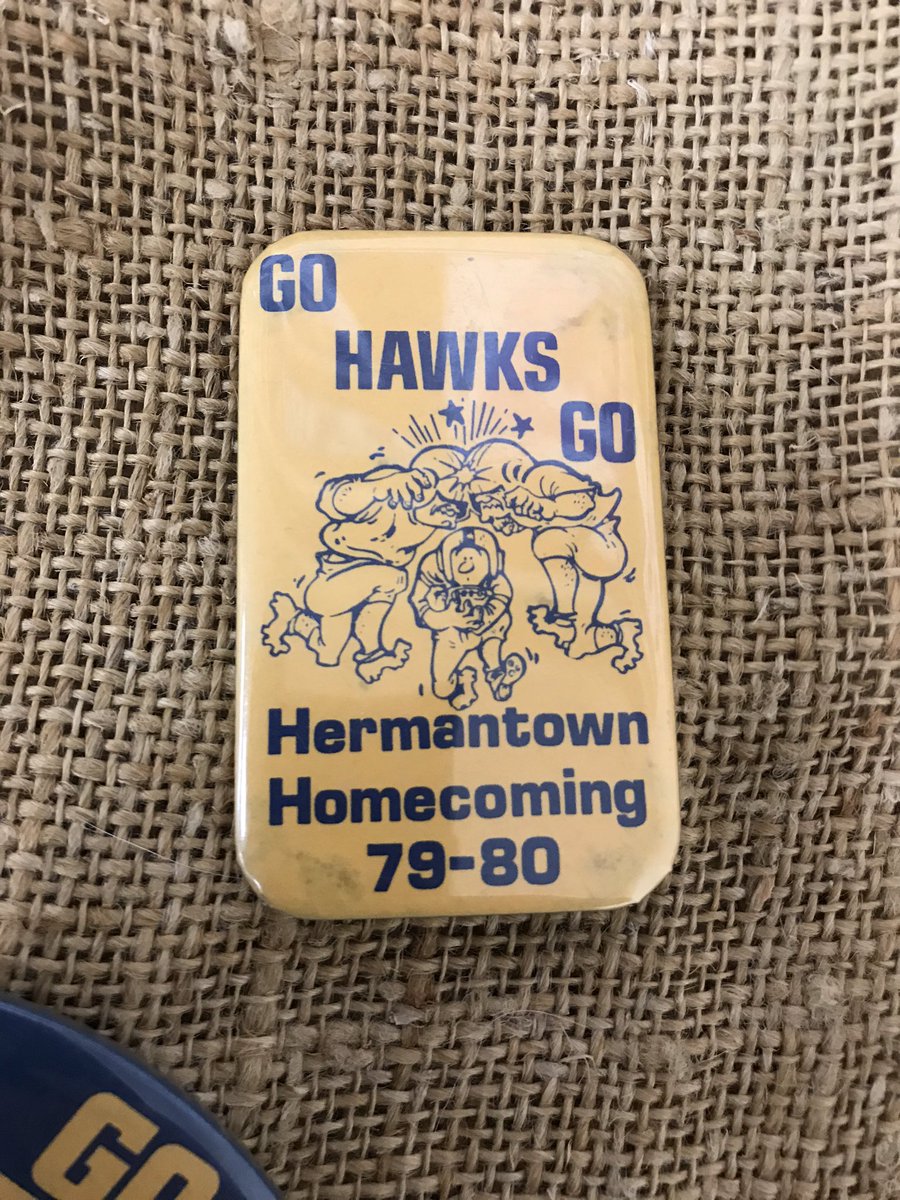 GO
HAWKS
GO
Hermantown
Homecoming
79-80
GO